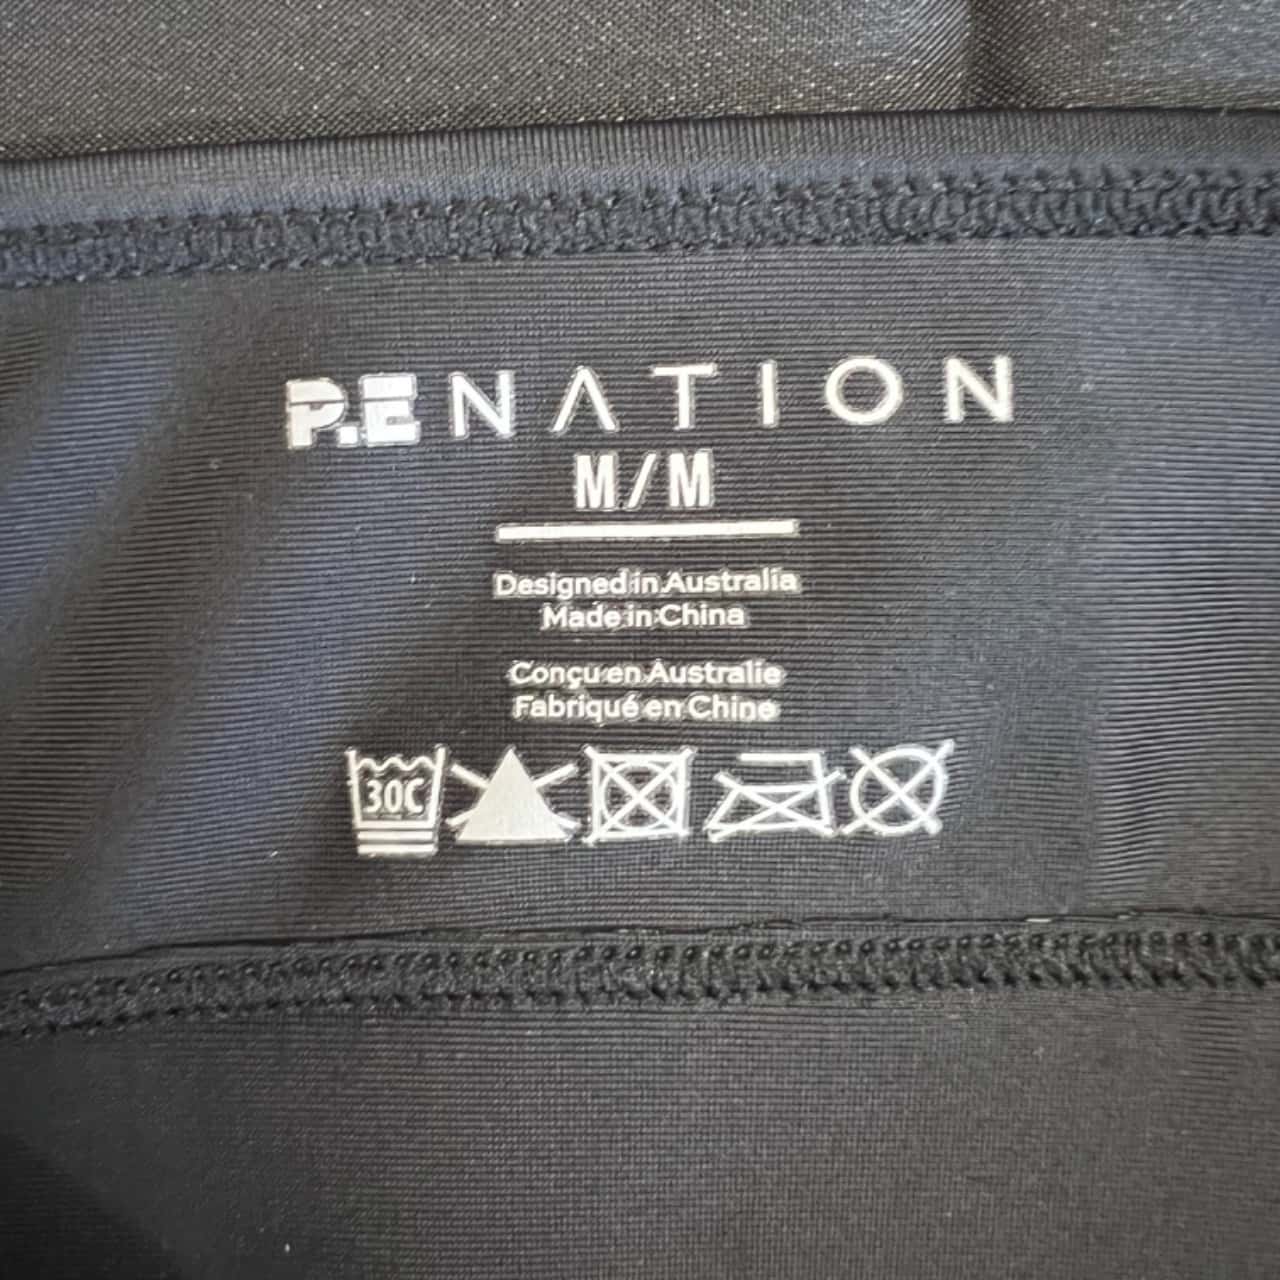 P.E NATION
M/M
Designed in Australia
Made in China
Conçu en Australie
Fabriqué en Chine
30C